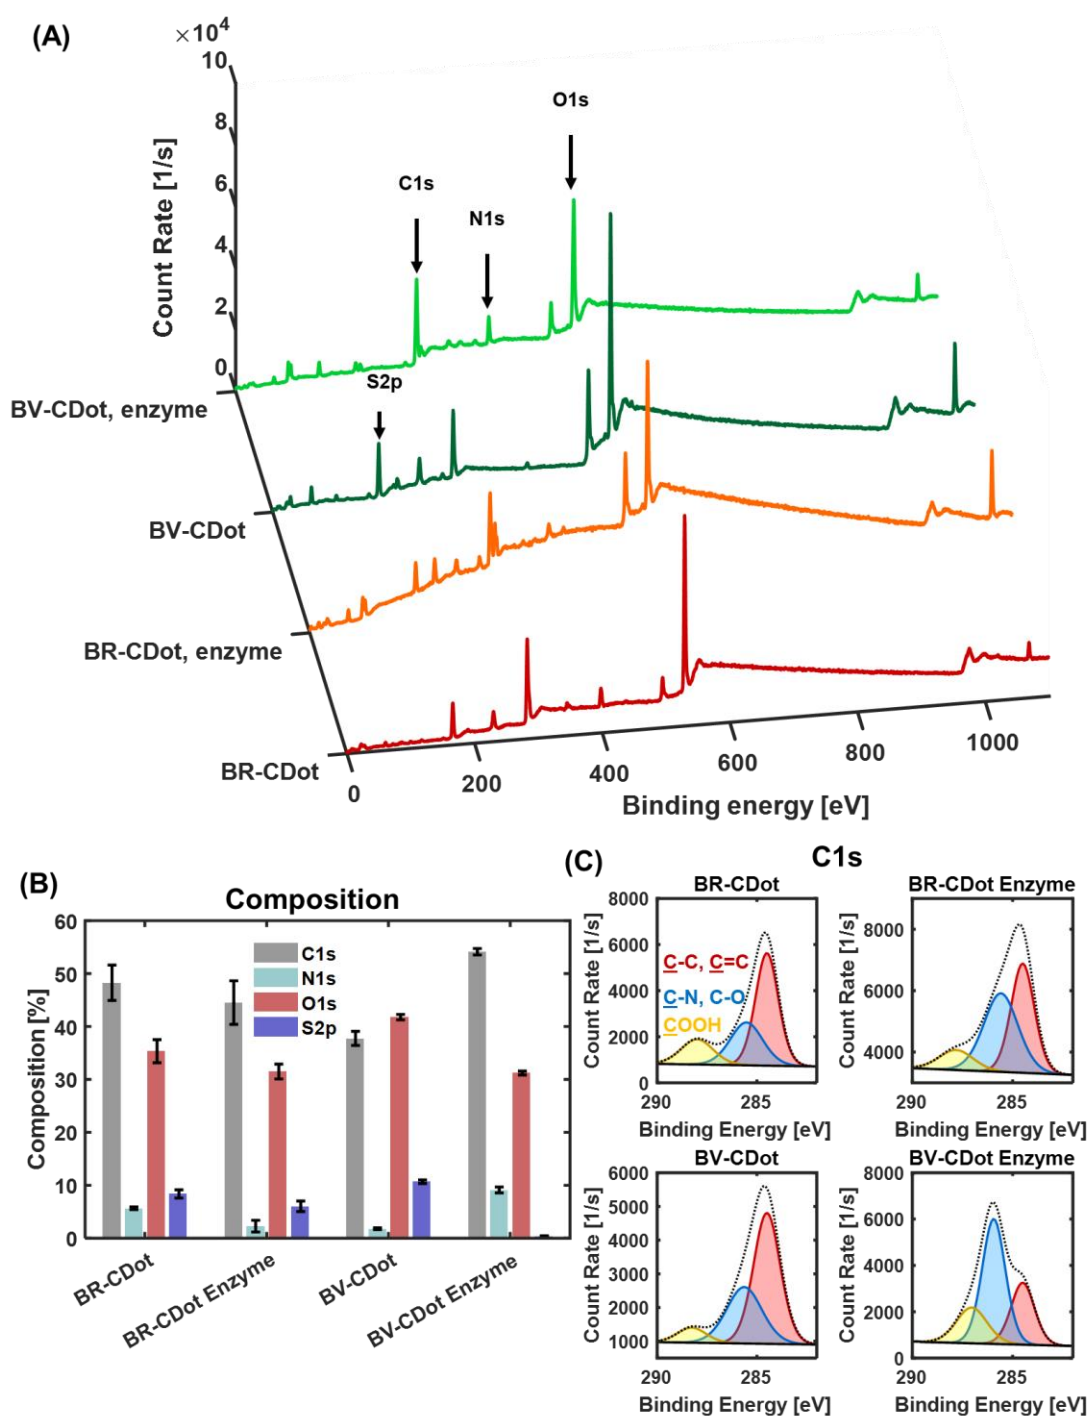 (A)
×10⁴
10
8
6
4
2
0
Count Rate [1/s]
O1s
C1s
N1s
S2p
BV-CDot, enzyme
BV-CDot
BR-CDot, enzyme
BR-CDot
0
200
400
600
800
1000
Binding energy [eV]
(B)
Composition
60
50
40
30
20
10
0
Composition [%]
C1s
N1s
O1s
S2p
BR-CDot
BR-CDot Enzyme
BV-CDot
BV-CDot Enzyme
(C)
C1s
BR-CDot
8000
6000
4000
2000
0
Count Rate [1/s]
C-C, C=C
C-N, C-O
COOH
290
285
Binding Energy [eV]
BR-CDot Enzyme
8000
6000
4000
Count Rate [1/s]
290
285
Binding Energy [eV]
BV-CDot
6000
5000
4000
3000
2000
1000
Count Rate [1/s]
290
285
Binding Energy [eV]
BV-CDot Enzyme
8000
6000
4000
2000
0
Count Rate [1/s]
290
285
Binding Energy [eV]